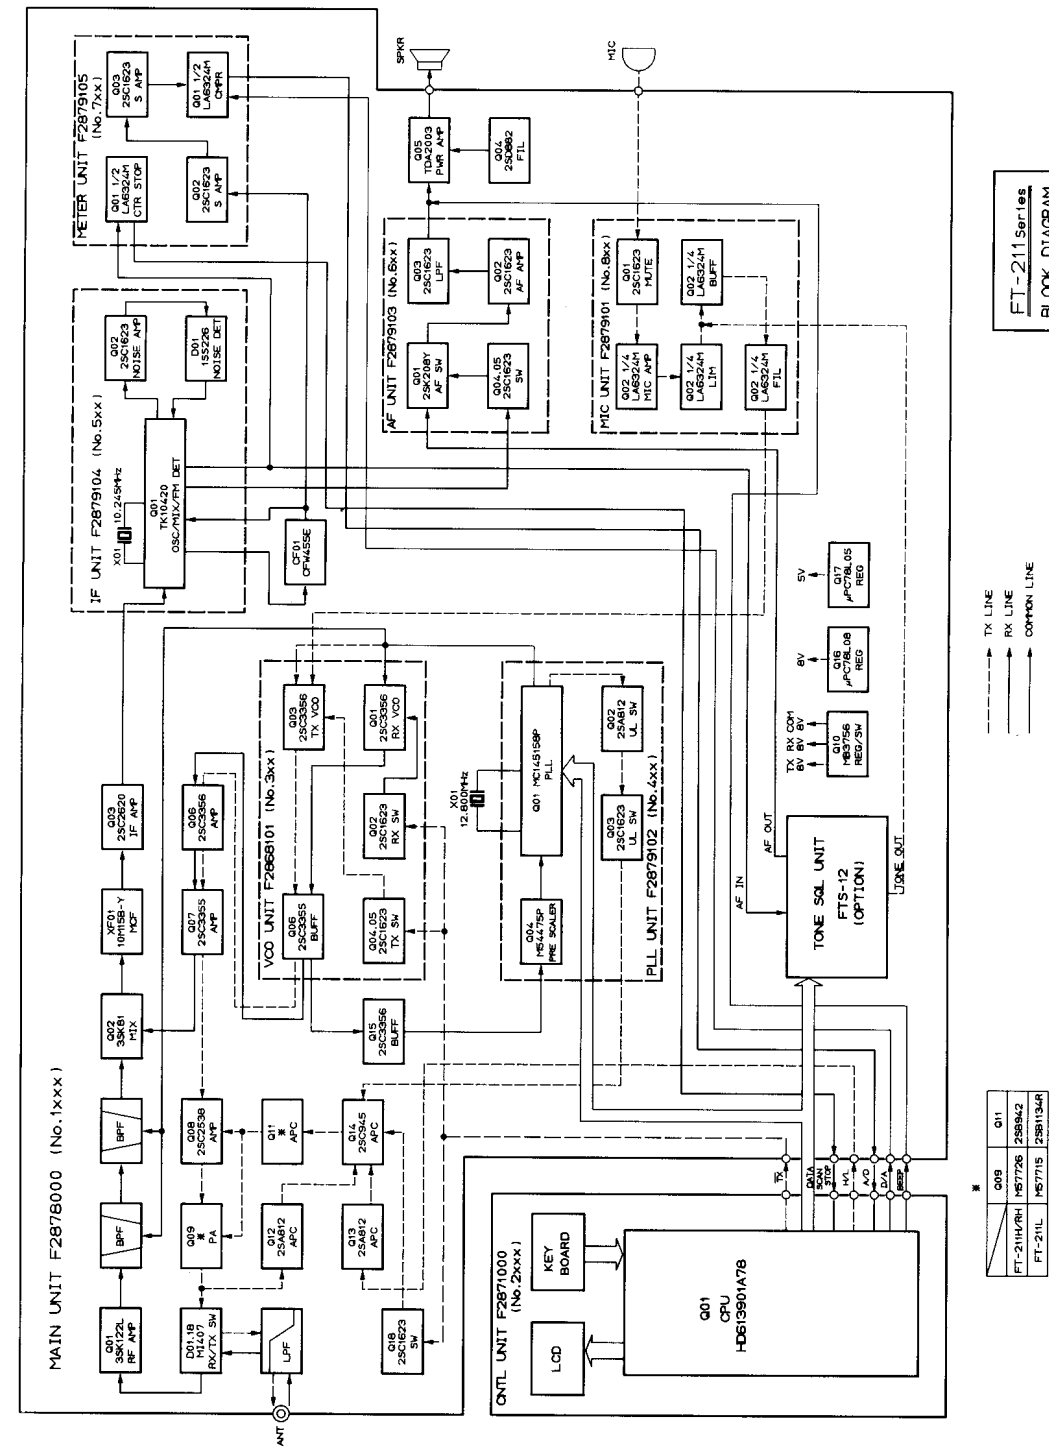 MAIN UNIT F2878000 (No.1xxx)
Q01
3SK122L
RF AMP
BPF
BPF
Q02
3SK81
MIX
XF01
10M15B-Y
MCF
Q03
2SC2620
IF AMP
D01.18
MI407
RX/TX SW
Q09
※
PA
Q08
2SC2538
AMP
Q07
2SC3355
AMP
Q06
2SC3356
AMP
ANT
LPF
Q12
2SA812
APC
Q11
※
APC
Q13
2SA812
APC
Q14
2SC945
APC
Q18
2SC1623
SW
Q15
2SC3356
BUFF
IF UNIT F2879104 (No.5xx)
X01
10.245MHz
Q01
TK10420
OSC/MIX/FM DET
Q02
2SC1623
NOISE AMP
D01
1SS226
NOISE DET
CF01
CFW455E
METER UNIT F2879105
(No.7xx)
Q01 1/2
LA6324M
CTR STOP
Q03
2SC1623
S AMP
Q02
2SC1623
S AMP
Q01 1/2
LA6324M
CMPR
VCO UNIT F2868101 (No.3xx)
Q06
2SC3355
BUFF
Q03
2SC3356
TX VCO
Q04.05
2SC1623
TX SW
Q02
2SC1623
RX SW
Q01
2SC3356
RX VCO
PLL UNIT F2879102 (No.4xx)
X01
12.800MHz
Q04
M54475P
PRE SCALER
Q01 MC145158P
PLL
Q03
2SC1623
UL SW
Q02
2SA812
UL SW
AF UNIT F2879103 (No.6xx)
Q01
2SK208Y
AF SW
Q03
2SC1623
LPF
Q04.05
2SC1623
SW
Q02
2SC1623
AF AMP
Q05
TDA2003
PWR AMP
Q04
2SD882
FIL
SPKR
MIC
MIC UNIT F2879101 (No.8xx)
Q02 1/4
LA6324M
MIC AMP
Q01
2SC1623
MUTE
Q02 1/4
LA6324M
LIM
Q02 1/4
LA6324M
BUFF
Q02 1/4
LA6324M
FIL
TX RX COM
8V 8V 8V
Q10
MB3756
REG/SW
8V
Q16
μPC78L08
REG
5V
Q17
μPC78L05
REG
AF IN
AF OUT
TONE SQL UNIT
FTS-12
(OPTION)
TONE OUT
CNTL UNIT F2871000
(No.2xxx)
LCD
KEY
BOARD
Q01
CPU
HD613901A78
TX
DATA
SCAN
STOP
H/L
A/D
D/A
BEEP
※
Q09 Q11
FT-211H/RH M57726 2SB942
FT-211L M57715 2SB1134R
TX LINE
RX LINE
COMMON LINE
FT-211 Series
BLOCK DIAGRAM